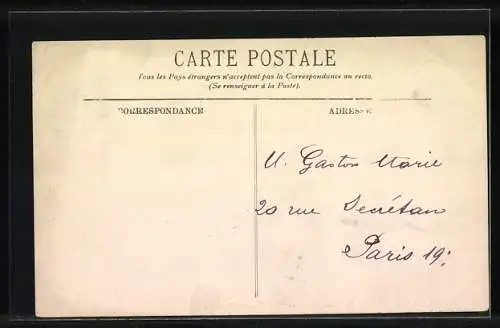 CARTE POSTALE
Tous les Pays étrangers n'acceptent pas la Correspondance au recto.
(Se renseigner à la Poste).
CORRESPONDANCE
ADRESSE
M. Gaston Marie
20 rue Secrétan
Paris 19: